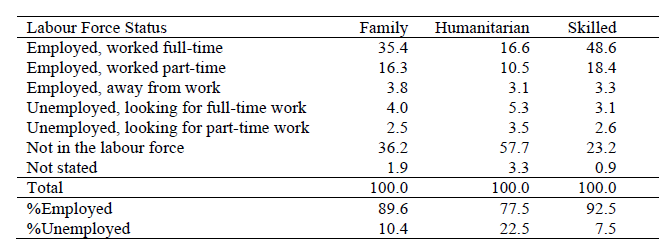 Labour Force Status Family Humanitarian Skilled
Employed, worked full-time 35.4 16.6 48.6
Employed, worked part-time 16.3 10.5 18.4
Employed, away from work 3.8 3.1 3.3
Unemployed, looking for full-time work 4.0 5.3 3.1
Unemployed, looking for part-time work 2.5 3.5 2.6
Not in the labour force 36.2 57.7 23.2
Not stated 1.9 3.3 0.9
Total 100.0 100.0 100.0
%Employed 89.6 77.5 92.5
%Unemployed 10.4 22.5 7.5